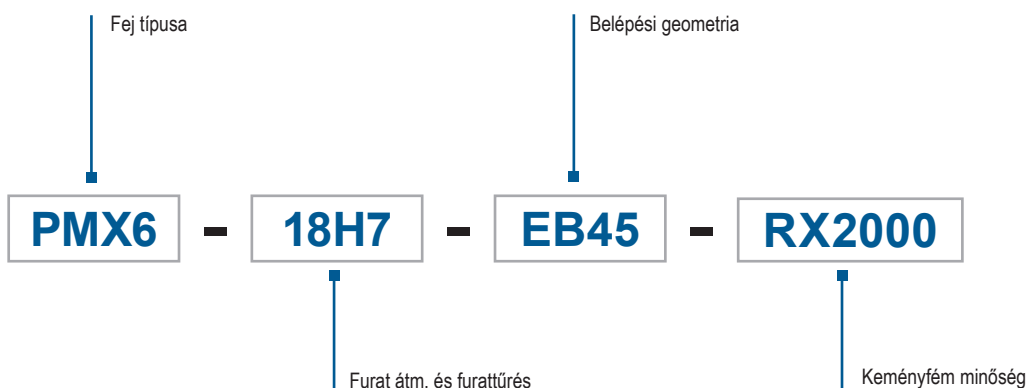 Fej típusa
Belépési geometria
PMX6 - 18H7 - EB45 - RX2000
Furat átm. és furattűrés
Keményfém minőség